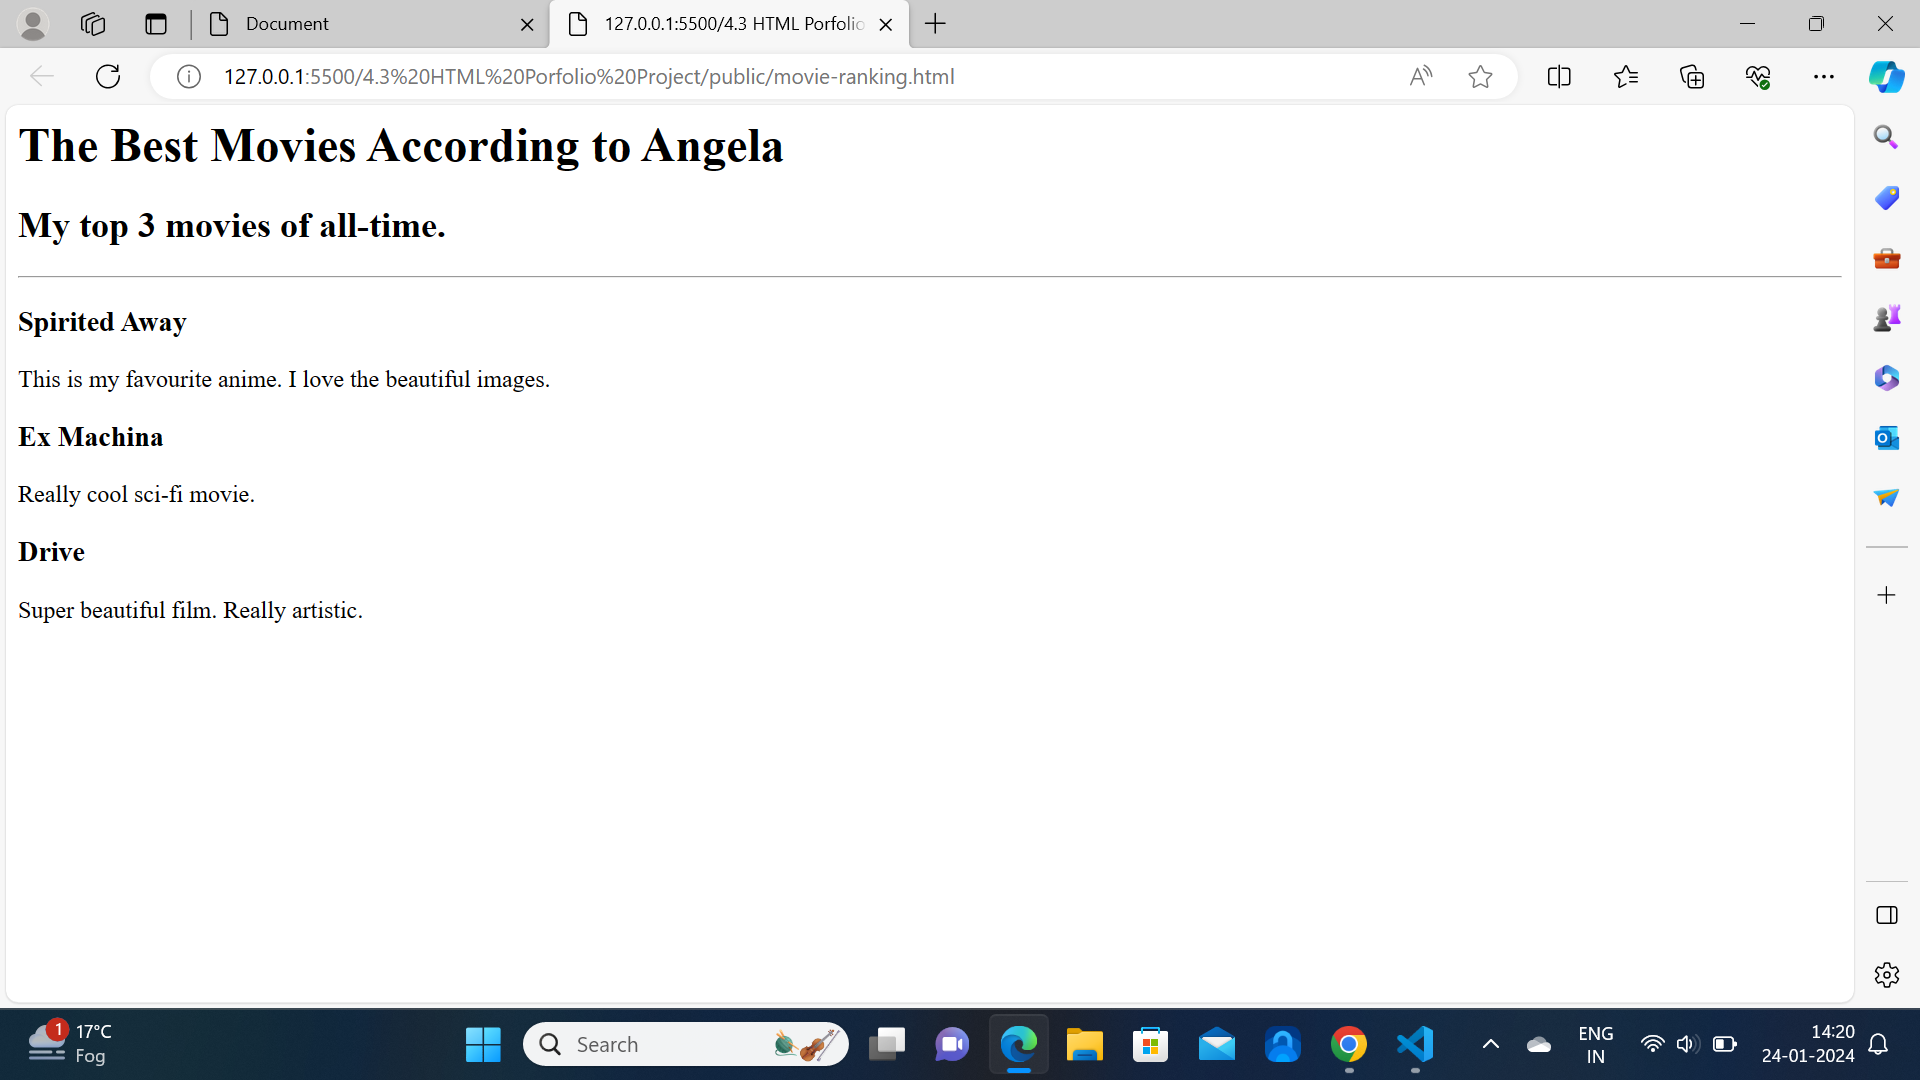 Document
127.0.0.1:5500/4.3 HTML Porfolio
127.0.0.1:5500/4.3%20HTML%20Porfolio%20Project/public/movie-ranking.html
The Best Movies According to Angela
My top 3 movies of all-time.
Spirited Away
This is my favourite anime. I love the beautiful images.
Ex Machina
Really cool sci-fi movie.
Drive
Super beautiful film. Really artistic.
1
17°C
Fog
Search
ENG
IN
14:20
24-01-2024